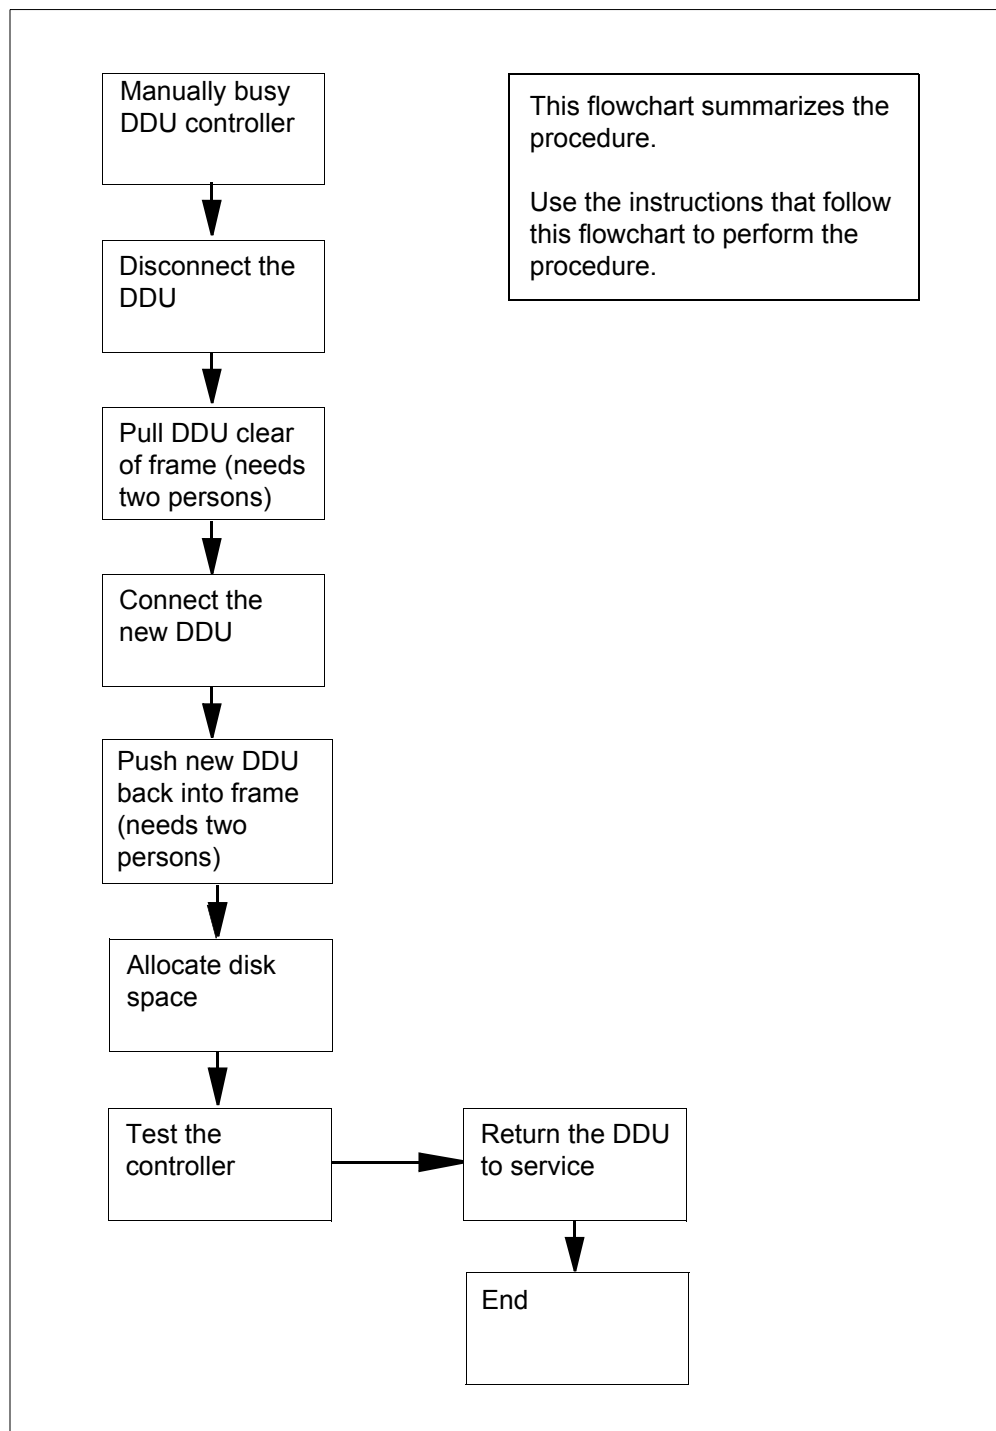 Manually busy
DDU controller
This flowchart summarizes the
procedure.
Use the instructions that follow
this flowchart to perform the
procedure.
Disconnect the
DDU
Pull DDU clear
of frame (needs
two persons)
Connect the
new DDU
Push new DDU
back into frame
(needs two
persons)
Allocate disk
space
Test the
controller
Return the DDU
to service
End